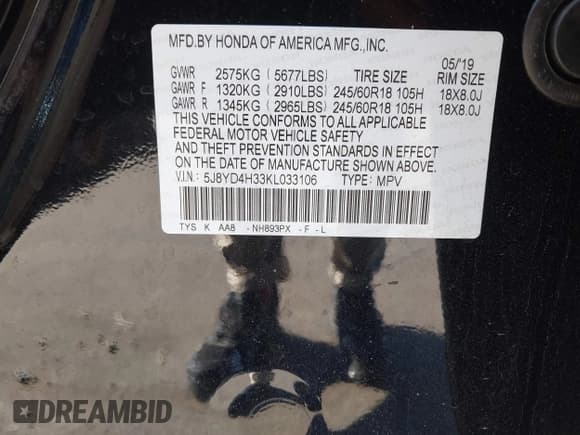 MFD.BY HONDA OF AMERICA MFG.,INC.
05/'19
GVWR 2575KG ( 5677LBS) TIRE SIZE RIM SIZE
GAWR F 1320KG (2910LBS) 245/60R18 105H 18X8.0J
GAWR R 1345KG (2965LBS) 245/60R18 105H 18X8.0J
THIS VEHICLE CONFORMS TO ALL APPLICABLE
FEDERAL MOTOR VEHICLE SAFETY
AND THEFT PREVENTION STANDARDS IN EFFECT
ON THE DATE OF MANUFACTURE SHOWN ABOVE.
V.I.N.: 5J8YD4H33KL033106 TYPE: MPV
TYS K AA8 -NH893PX -F -L
DREAMBID